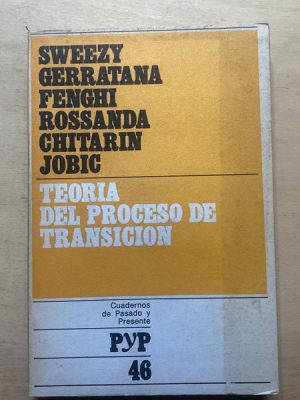 SWEEZY
GERRATANA
FENGHI
ROSSANDA
CHITARIN
JOBIC
TEORIA
DEL PROCESO DE
TRANSICION
Cuadernos
de Pasado y
Presente
PYP
46